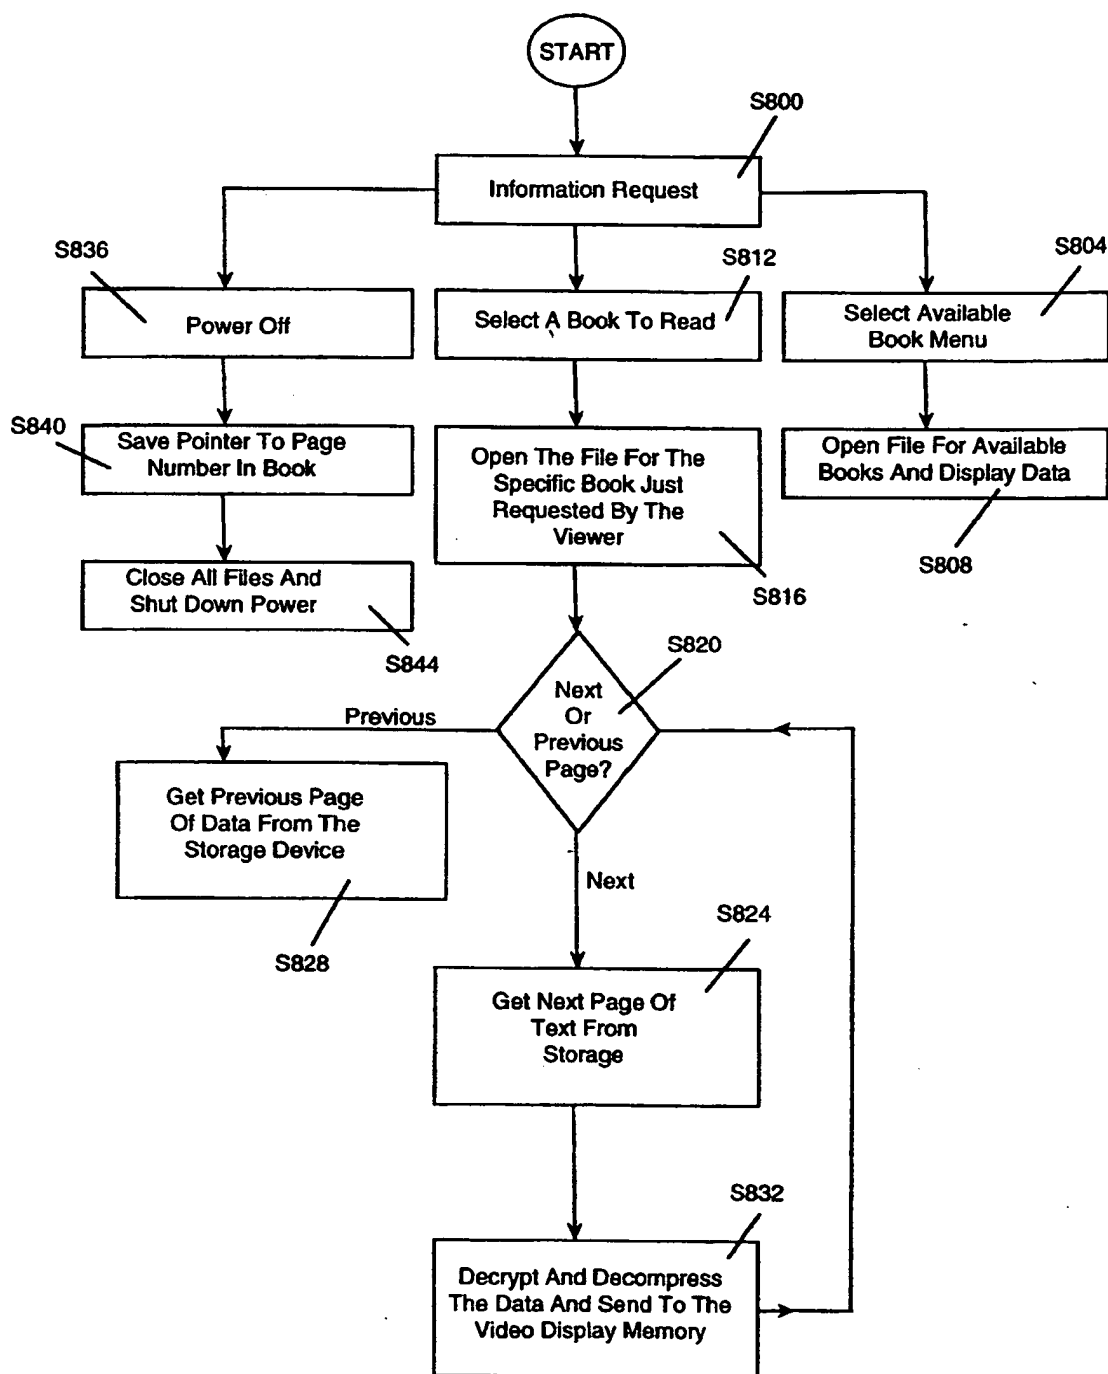 START
S800
Information Request
S836
S812
S804
Power Off
Select A Book To Read
Select Available
Book Menu
S840
Save Pointer To Page
Number In Book
Open The File For The
Specific Book Just
Requested By The
Viewer
Open File For Available
Books And Display Data
S808
S816
Close All Files And
Shut Down Power
S844
S820
Next
Or
Previous
Page?
Previous
Get Previous Page
Of Data From The
Storage Device
S828
Next
S824
Get Next Page Of
Text From
Storage
S832
Decrypt And Decompress
The Data And Send To The
Video Display Memory